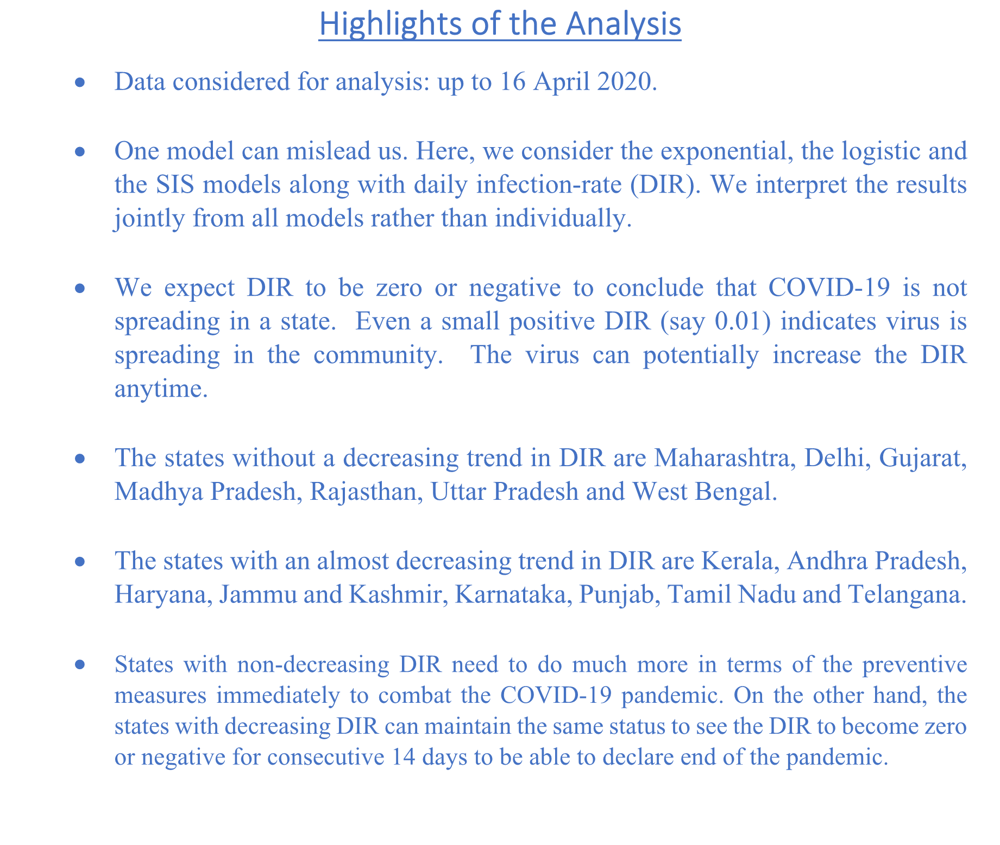 Highlights of the Analysis
• Data considered for analysis: up to 16 April 2020.
• One model can mislead us. Here, we consider the exponential, the logistic and
the SIS models along with daily infection-rate (DIR). We interpret the results
jointly from all models rather than individually.
• We expect DIR to be zero or negative to conclude that COVID-19 is not
spreading in a state.  Even a small positive DIR (say 0.01) indicates virus is
spreading in the community.  The virus can potentially increase the DIR
anytime.
• The states without a decreasing trend in DIR are Maharashtra, Delhi, Gujarat,
Madhya Pradesh, Rajasthan, Uttar Pradesh and West Bengal.
• The states with an almost decreasing trend in DIR are Kerala, Andhra Pradesh,
Haryana, Jammu and Kashmir, Karnataka, Punjab, Tamil Nadu and Telangana.
• States with non-decreasing DIR need to do much more in terms of the preventive
measures immediately to combat the COVID-19 pandemic. On the other hand, the
states with decreasing DIR can maintain the same status to see the DIR to become zero
or negative for consecutive 14 days to be able to declare end of the pandemic.